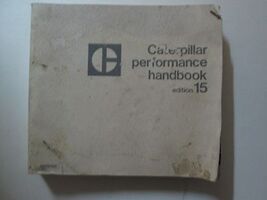 Caterpillar
performance
handbook
edition 15